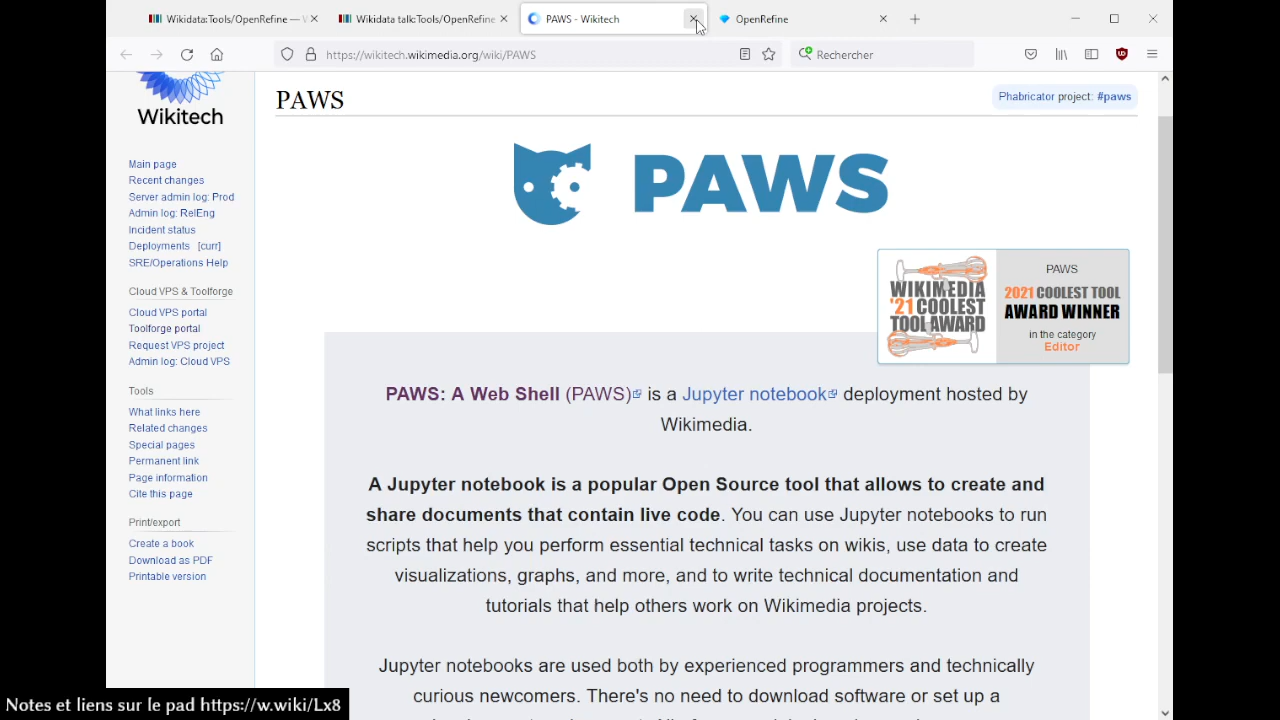 Wikidata:Tools/OpenRefine — V
Wikidata talk:Tools/OpenRefine
PAWS - Wikitech
OpenRefine
https://wikitech.wikimedia.org/wiki/PAWS
Rechercher
Wikitech
Main page
Recent changes
Server admin log: Prod
Admin log: RelEng
Incident status
Deployments [curr]
SRE/Operations Help
Cloud VPS & Toolforge
Cloud VPS portal
Toolforge portal
Request VPS project
Admin log: Cloud VPS
Tools
What links here
Related changes
Special pages
Permanent link
Page information
Cite this page
Print/export
Create a book
Download as PDF
Printable version
PAWS
Phabricator project: #paws
PAWS
WIKIMEDIA
'21 COOLEST
TOOL AWARD
PAWS
2021 COOLEST TOOL
AWARD WINNER
in the category
Editor
PAWS: A Web Shell (PAWS) is a Jupyter notebook deployment hosted by
Wikimedia.
A Jupyter notebook is a popular Open Source tool that allows to create and
share documents that contain live code. You can use Jupyter notebooks to run
scripts that help you perform essential technical tasks on wikis, use data to create
visualizations, graphs, and more, and to write technical documentation and
tutorials that help others work on Wikimedia projects.
Jupyter notebooks are used both by experienced programmers and technically
curious newcomers. There's no need to download software or set up a
Notes et liens sur le pad https://w.wiki/Lx8